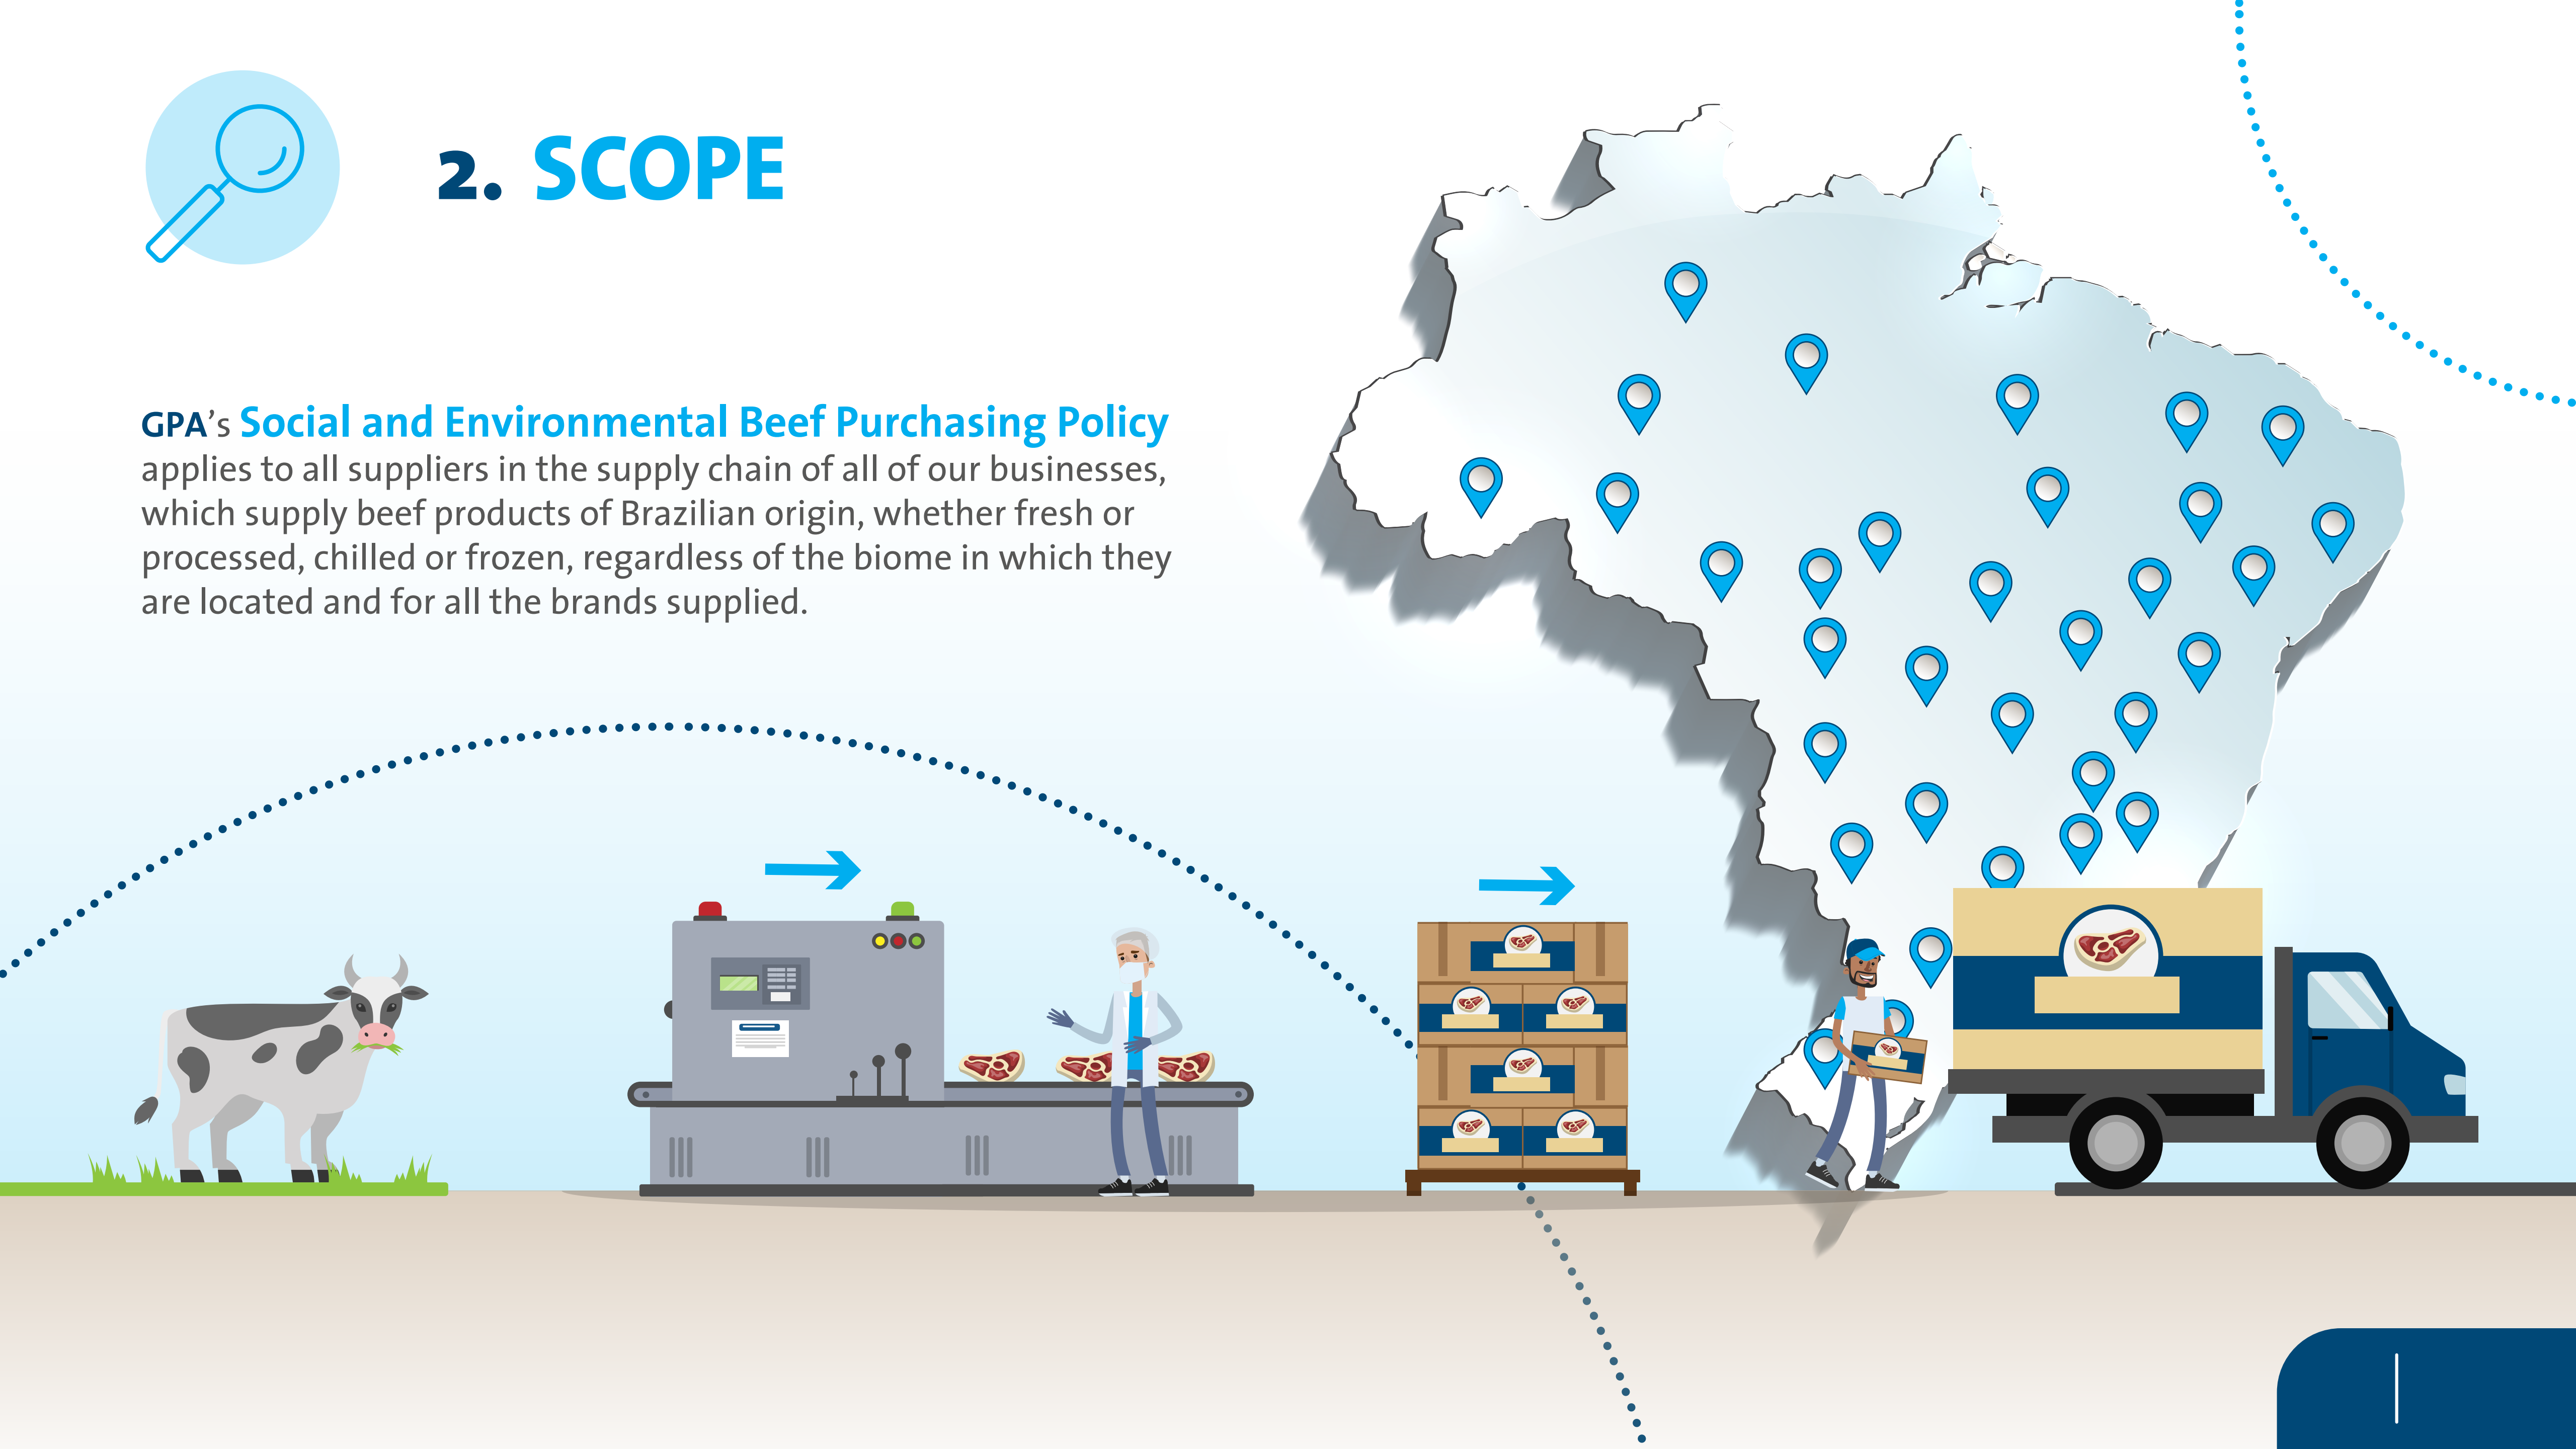 2. SCOPE
GPA's Social and Environmental Beef Purchasing Policy
applies to all suppliers in the supply chain of all of our businesses,
which supply beef products of Brazilian origin, whether fresh or
processed, chilled or frozen, regardless of the biome in which they
are located and for all the brands supplied.